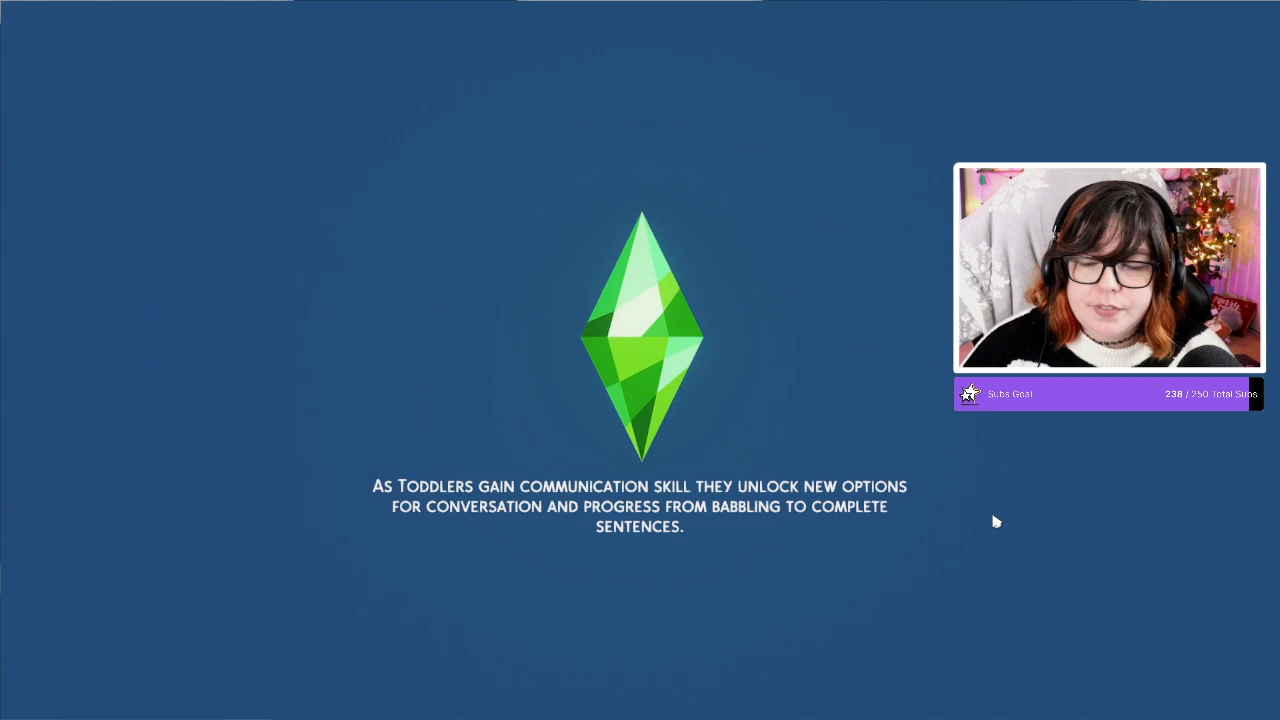 Subs Goal 238 / 250 Total Subs
AS TODDLERS GAIN COMMUNICATION SKILL THEY UNLOCK NEW OPTIONS
FOR CONVERSATION AND PROGRESS FROM BABBLING TO COMPLETE
SENTENCES.